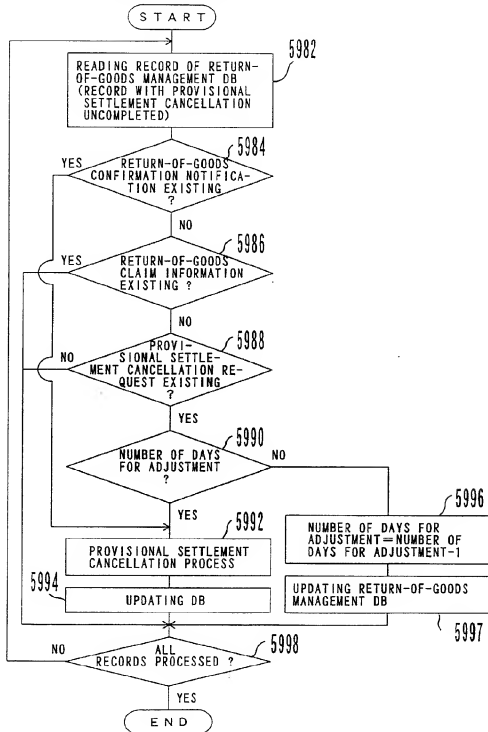 START
5982
READING RECORD OF RETURN-
OF-GOODS MANAGEMENT DB
(RECORD WITH PROVISIONAL
SETTLEMENT CANCELLATION
UNCOMPLETED)
5984
YES
RETURN-OF-GOODS
CONFIRMATION NOTIFICA-
TION EXISTING
?
NO
5986
YES
RETURN-OF-GOODS
CLAIM INFORMATION
EXISTING ?
NO
5988
NO
PROVI-
SIONAL SETTLE-
MENT CANCELLATION RE-
QUEST EXISTING
?
YES
5990
NO
NUMBER OF DAYS
FOR ADJUSTMENT
?
YES
5992
PROVISIONAL SETTLEMENT
CANCELLATION PROCESS
5994
UPDATING DB
5996
NUMBER OF DAYS FOR
ADJUSTMENT=NUMBER OF
DAYS FOR ADJUSTMENT-1
UPDATING RETURN-OF-GOODS
MANAGEMENT DB
5997
NO
ALL
RECORDS PROCESSED ?
5998
YES
END